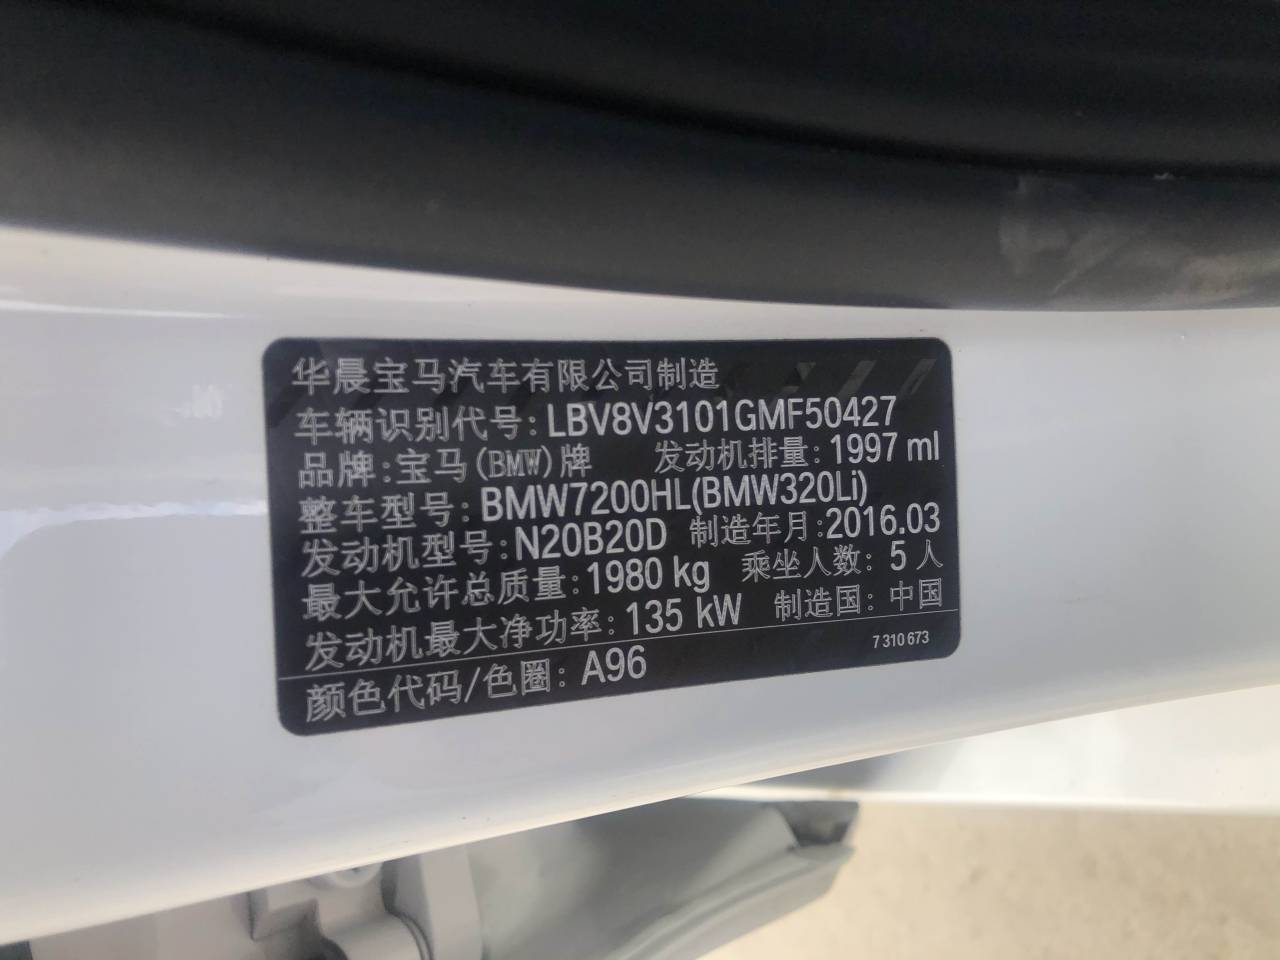 华晨宝马汽车有限公司制造
车辆识别代号: LBV8V3101GMF50427
品牌:宝马(BMW)牌 发动机排量: 1997 ml
整车型号: BMW7200HL(BMW320Li)
发动机型号: N20B20D 制造年月:2016.03
最大允许总质量:1980 kg 乘坐人数: 5 人
发动机最大净功率: 135 kW 制造国: 中国
颜色代码/色圈: A96 7 310 673